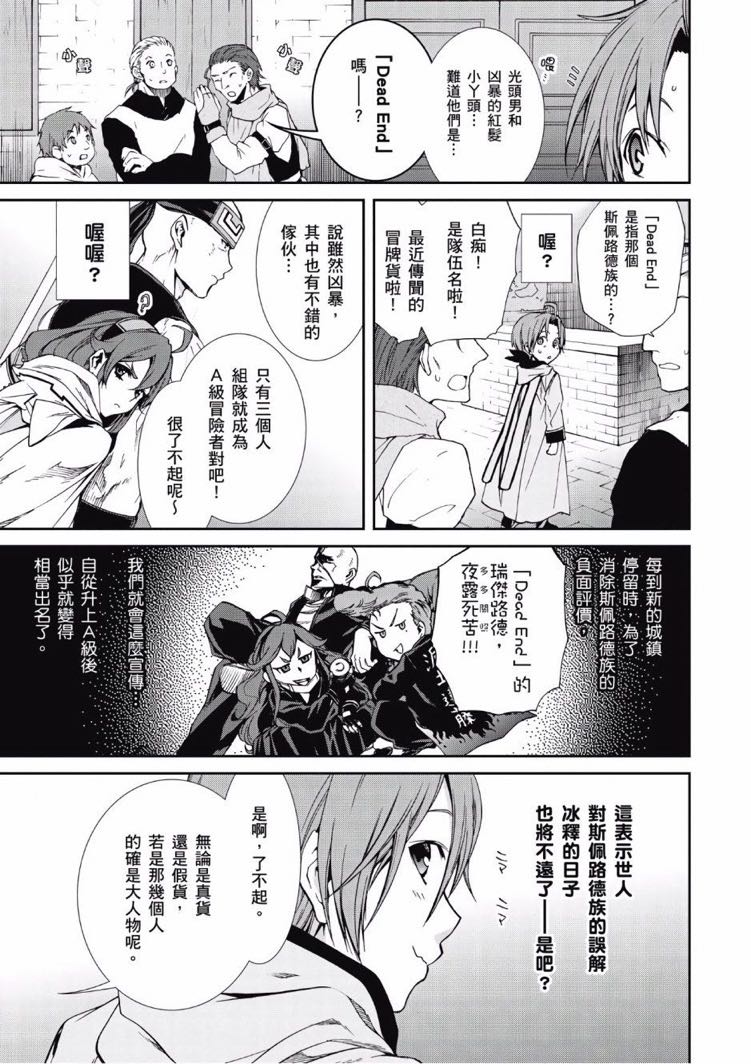 喂…
光頭男和
凶暴的紅髮
小丫頭…
難道他們是…
「Dead End」
嗎——？
小聲
小聲
「Dead End」
是指那個
斯佩路德族
的…？
喔？
白痴！
是隊伍名啦！
最近傳聞的
冒牌貨啦！
說雖然凶暴，
其中也有不錯的
傢伙…
喔喔？
?
只有三個人
組隊就成為
A級冒險者對吧！
很了不起呢～
每到新的城鎮
停留時，為了
消除斯佩路德族的
負面評價，
「Dead End」的
瑞傑路德，
多多關照
夜露死苦!!!
我們就會這麼宣傳…
自從升上A級後
似乎就變得
相當出名了。
這表示世人
對斯佩路德族的誤解
冰釋的日子
也將不遠了——是吧？
是啊，了不起。
無論是真貨
還是假貨，
若是那幾個人
的確是大人物呢。